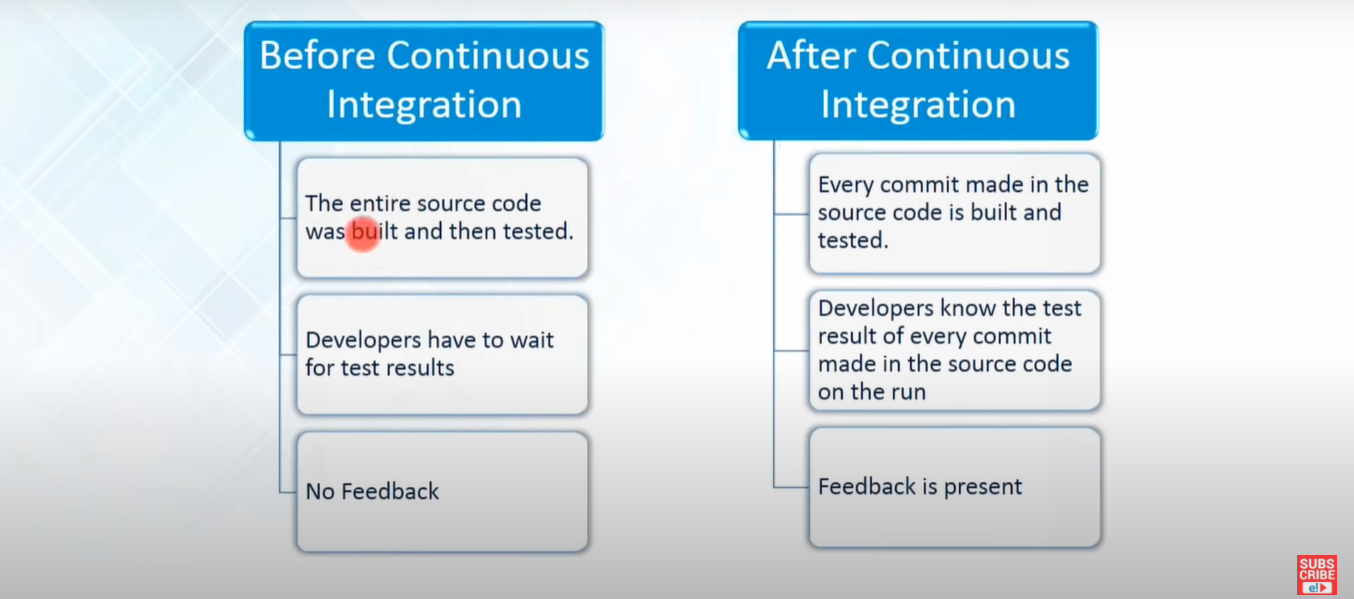 Before Continuous
Integration
The entire source code
was built and then tested.
Developers have to wait
for test results
No Feedback
After Continuous
Integration
Every commit made in the
source code is built and
tested.
Developers know the test
result of every commit
made in the source code
on the run
Feedback is present
SUBS
CRIBE
e!